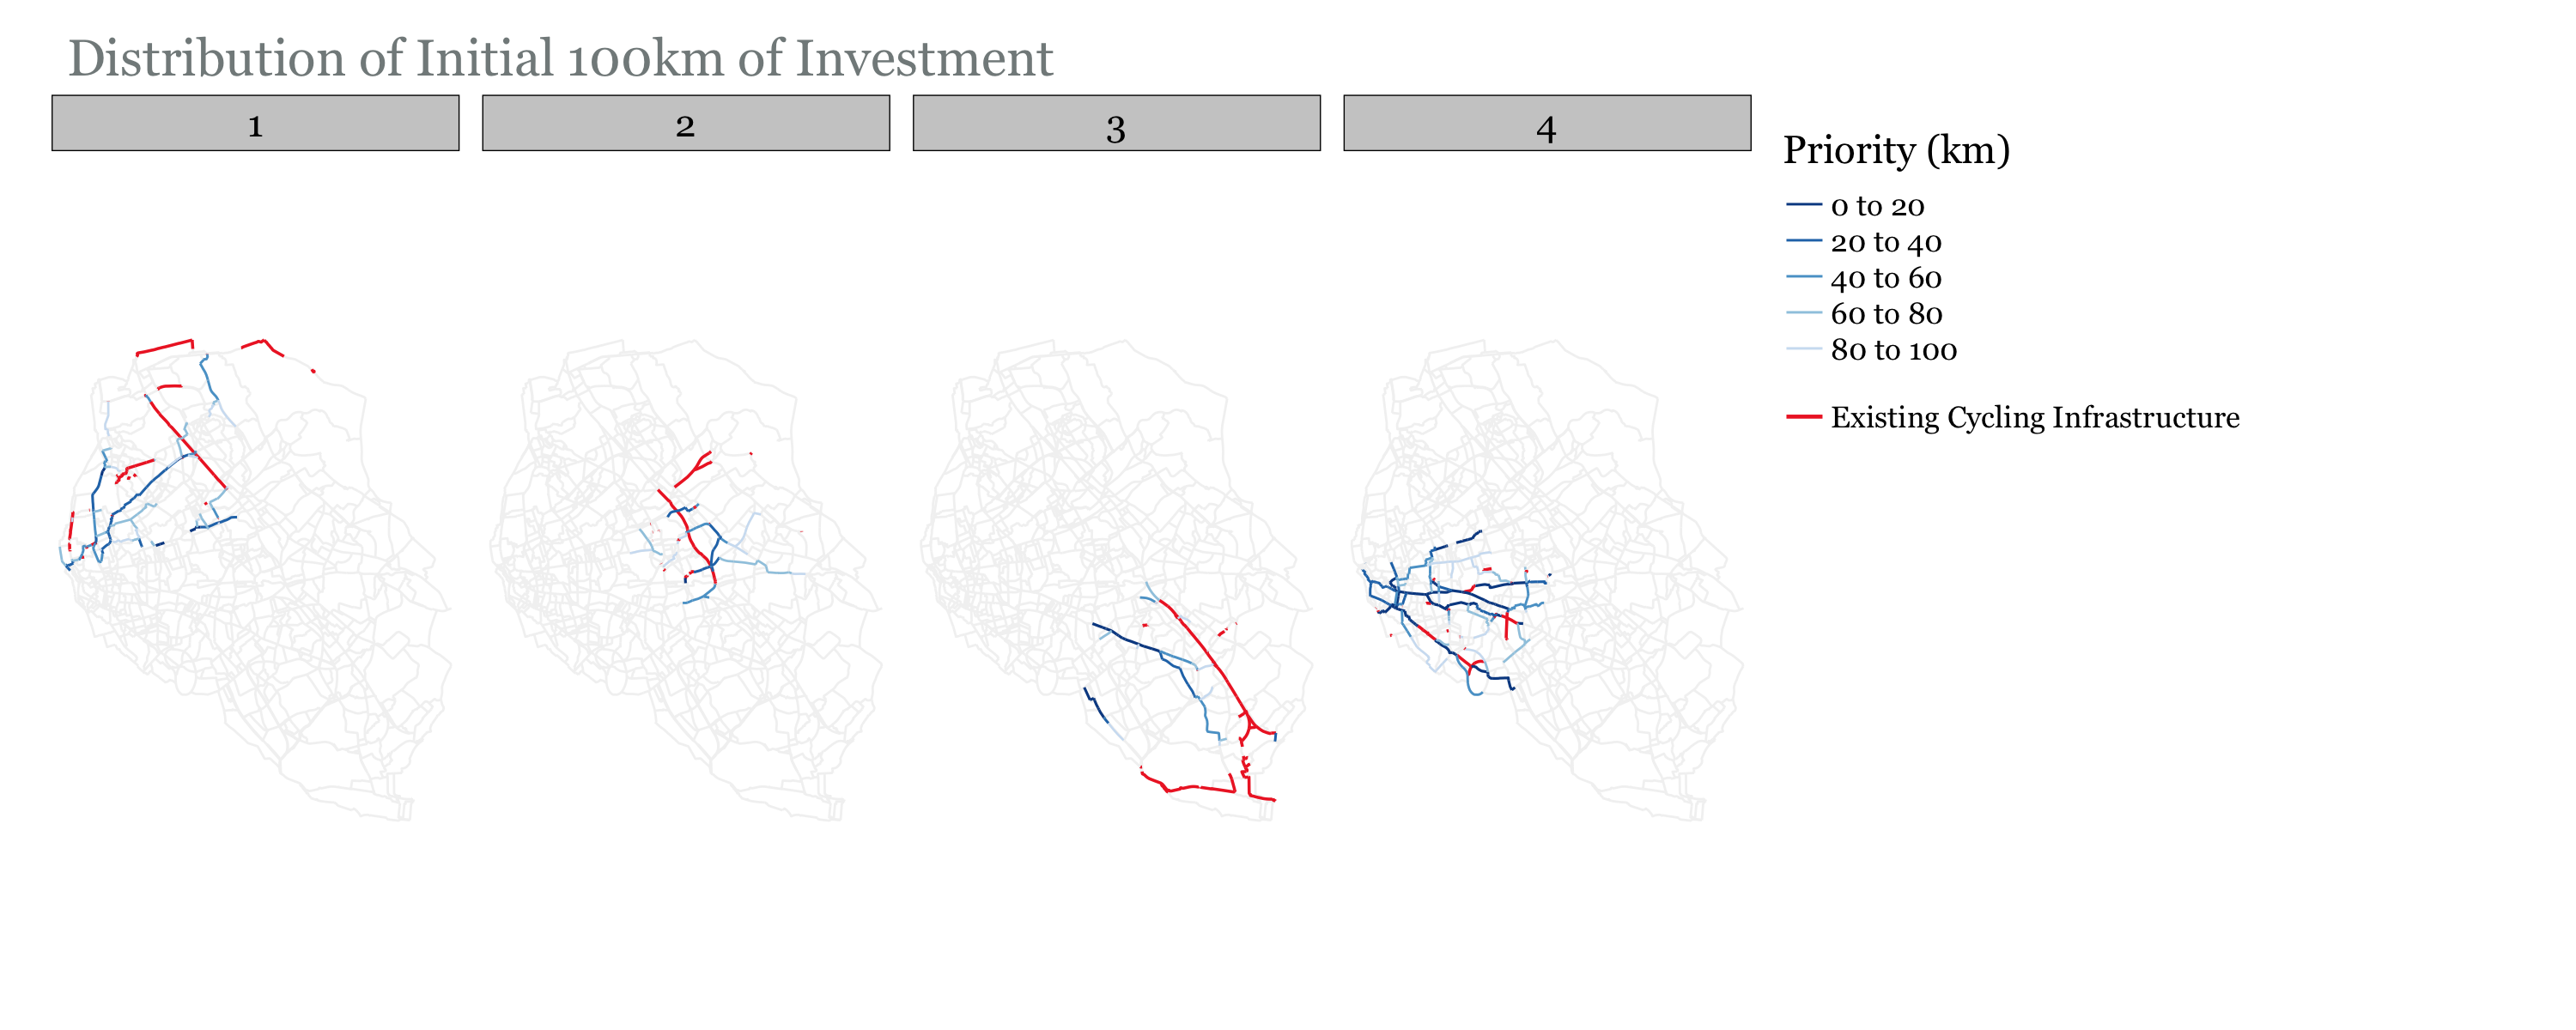 Distribution of Initial 100km of Investment
1
2
3
4
Priority (km)
0 to 20
20 to 40
40 to 60
60 to 80
80 to 100
Existing Cycling Infrastructure